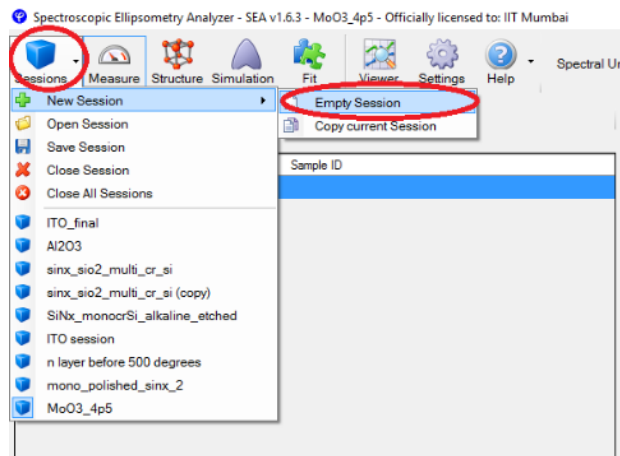 Spectroscopic Ellipsometry Analyzer - SEA v1.6.3 - MoO3_4p5 - Officially licensed to: IIT Mumbai
Sessions Measure Structure Simulation Fit Viewer Settings Help Spectral Ur
New Session
Empty Session
Open Session
Copy current Session
Save Session
Close Session
Sample ID
Close All Sessions
ITO_final
Al2O3
sinx_sio2_multi_cr_si
sinx_sio2_multi_cr_si (copy)
SiNx_monocrSi_alkaline_etched
ITO session
n layer before 500 degrees
mono_polished_sinx_2
MoO3_4p5